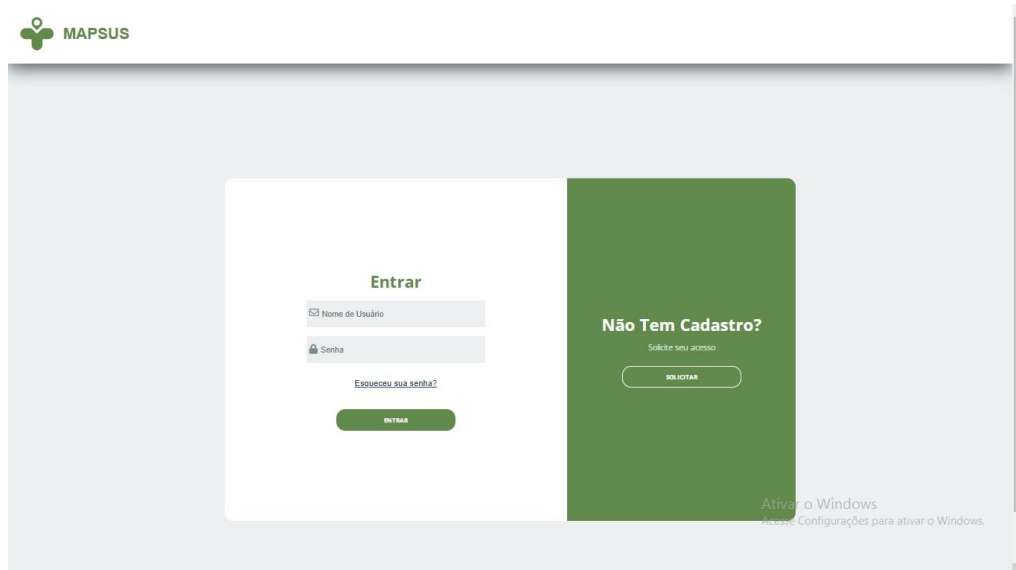 MAPSUS
Entrar
Nome de Usuário
Senha
Esqueceu sua senha?
ENTRAR
Não Tem Cadastro?
Solicite seu acesso
SOLICITAR
Ativar o Windows
Acesse Configurações para ativar o Windows.